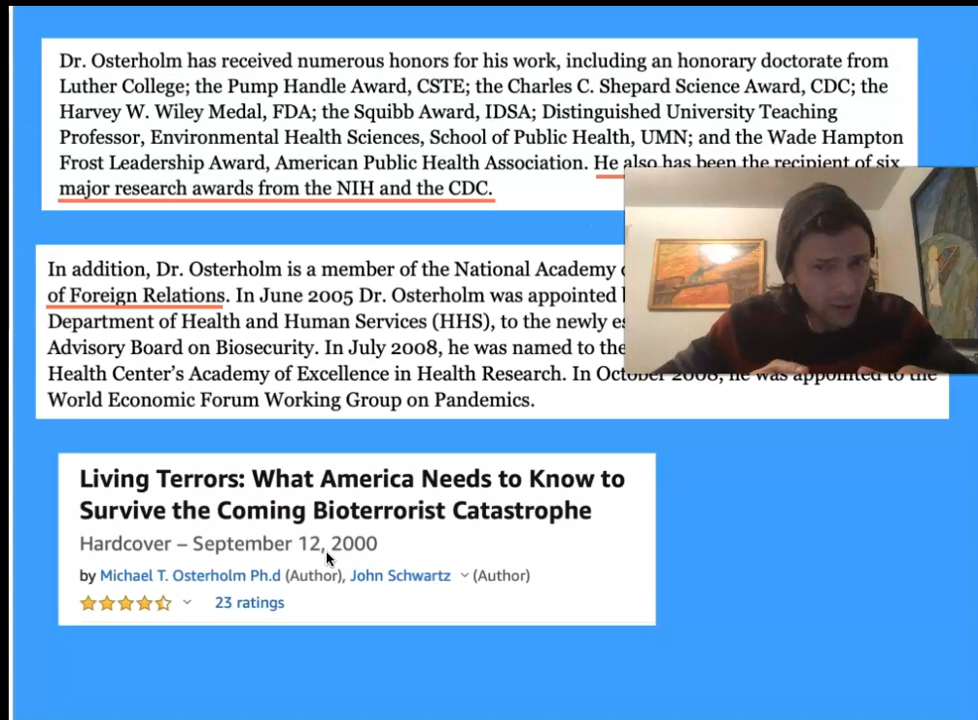 Dr. Osterholm has received numerous honors for his work, including an honorary doctorate from
Luther College; the Pump Handle Award, CSTE; the Charles C. Shepard Science Award, CDC; the
Harvey W. Wiley Medal, FDA; the Squibb Award, IDSA; Distinguished University Teaching
Professor, Environmental Health Sciences, School of Public Health, UMN; and the Wade Hampton
Frost Leadership Award, American Public Health Association. He also has been the recipient of six
major research awards from the NIH and the CDC.
In addition, Dr. Osterholm is a member of the National Academy
of Foreign Relations. In June 2005 Dr. Osterholm was appointed
Department of Health and Human Services (HHS), to the newly
Advisory Board on Biosecurity. In July 2008, he was named to the
Health Center's Academy of Excellence in Health Research. In October 2008, he was appointed to the
World Economic Forum Working Group on Pandemics.
Living Terrors: What America Needs to Know to
Survive the Coming Bioterrorist Catastrophe
Hardcover – September 12, 2000
by Michael T. Osterholm Ph.d (Author), John Schwartz (Author)
23 ratings